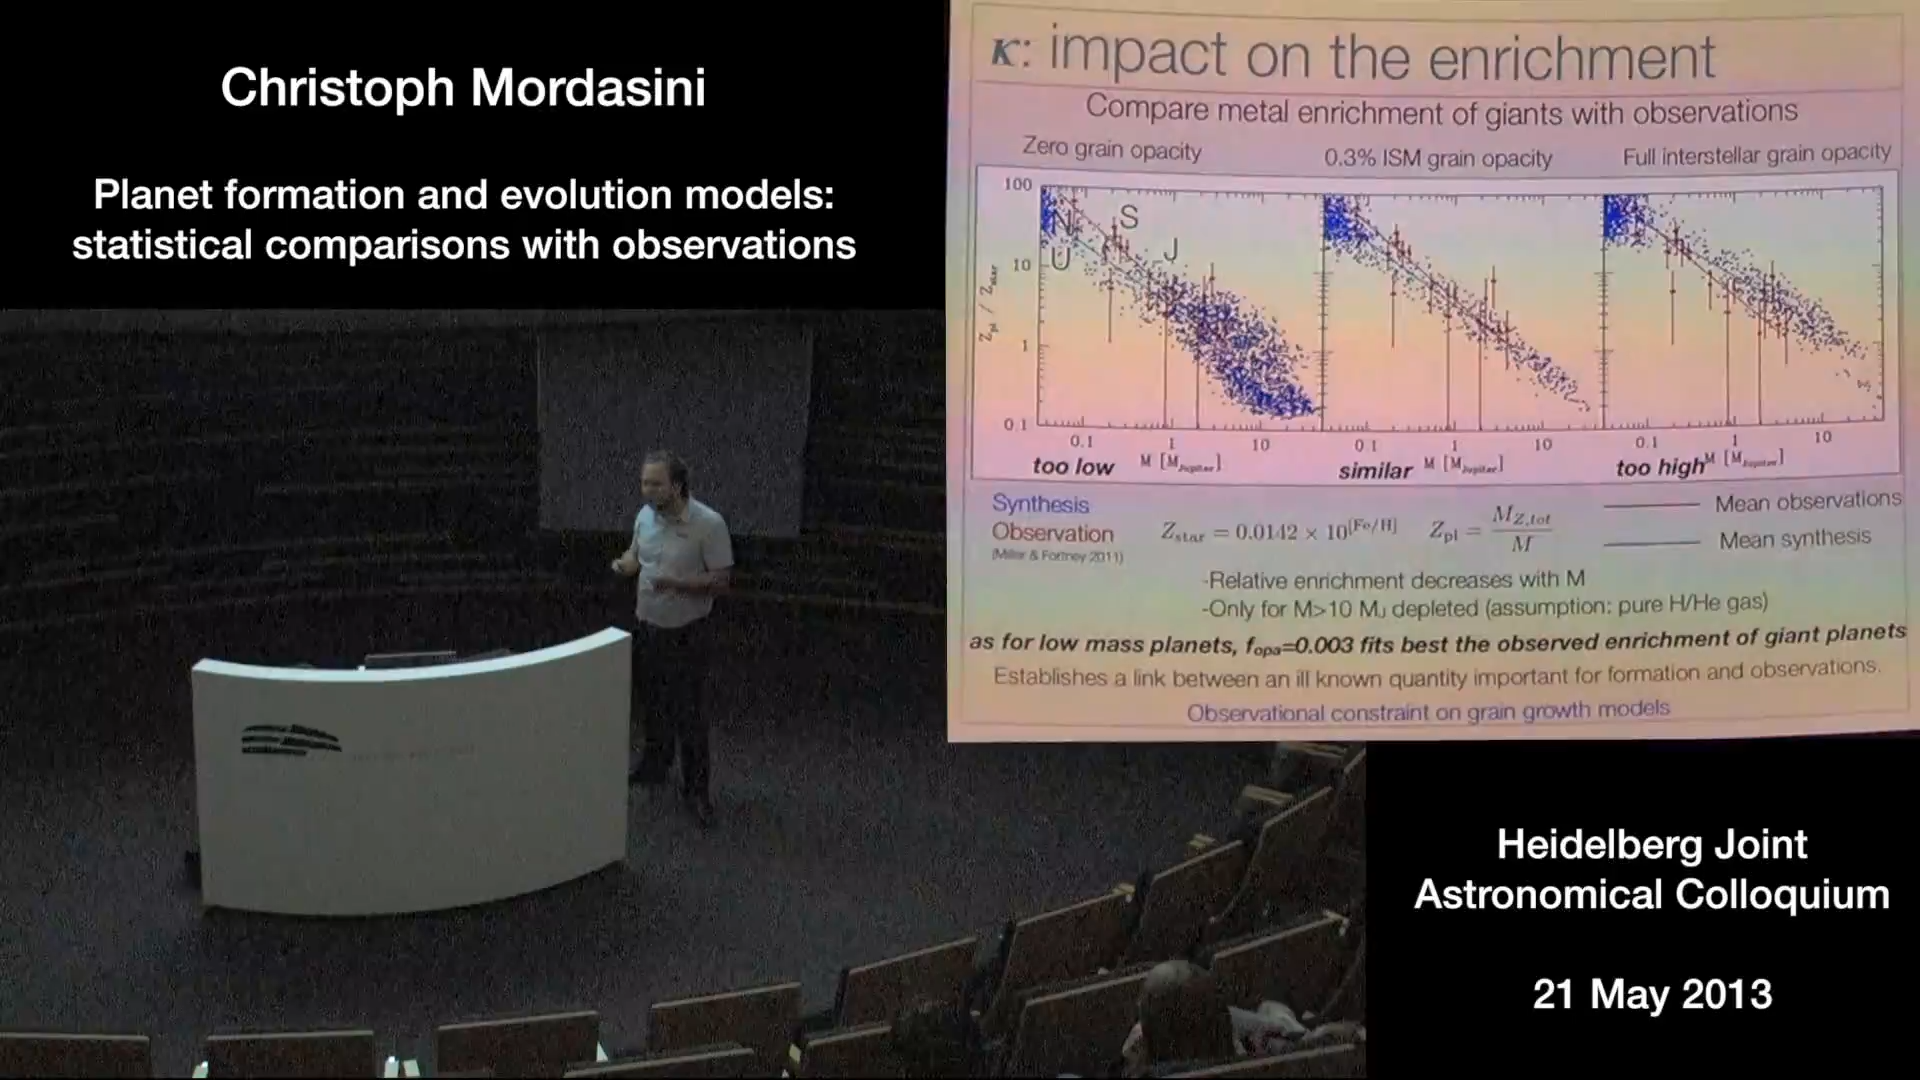 Christoph Mordasini
Planet formation and evolution models:
statistical comparisons with observations
κ: impact on the enrichment
Compare metal enrichment of giants with observations
Zero grain opacity
0.3% ISM grain opacity
Full interstellar grain opacity
100
10
1
0.1
Z_pl / Z_star
N
U
S
J
0.1 1 10
0.1 1 10
0.1 1 10
too low M [M_Jupiter]
similar M [M_Jupiter]
too high M [M_Jupiter]
Synthesis
Observation
(Miller & Fortney 2011)
Z_star = 0.0142 × 10^[Fe/H]
Z_pl = M_Z,tot / M
Mean observations
Mean synthesis
-Relative enrichment decreases with M
-Only for M>10 MJ depleted (assumption: pure H/He gas)
as for low mass planets, fopa=0.003 fits best the observed enrichment of giant planets
Establishes a link between an ill known quantity important for formation and observations.
Observational constraint on grain growth models
Heidelberg Joint
Astronomical Colloquium
21 May 2013